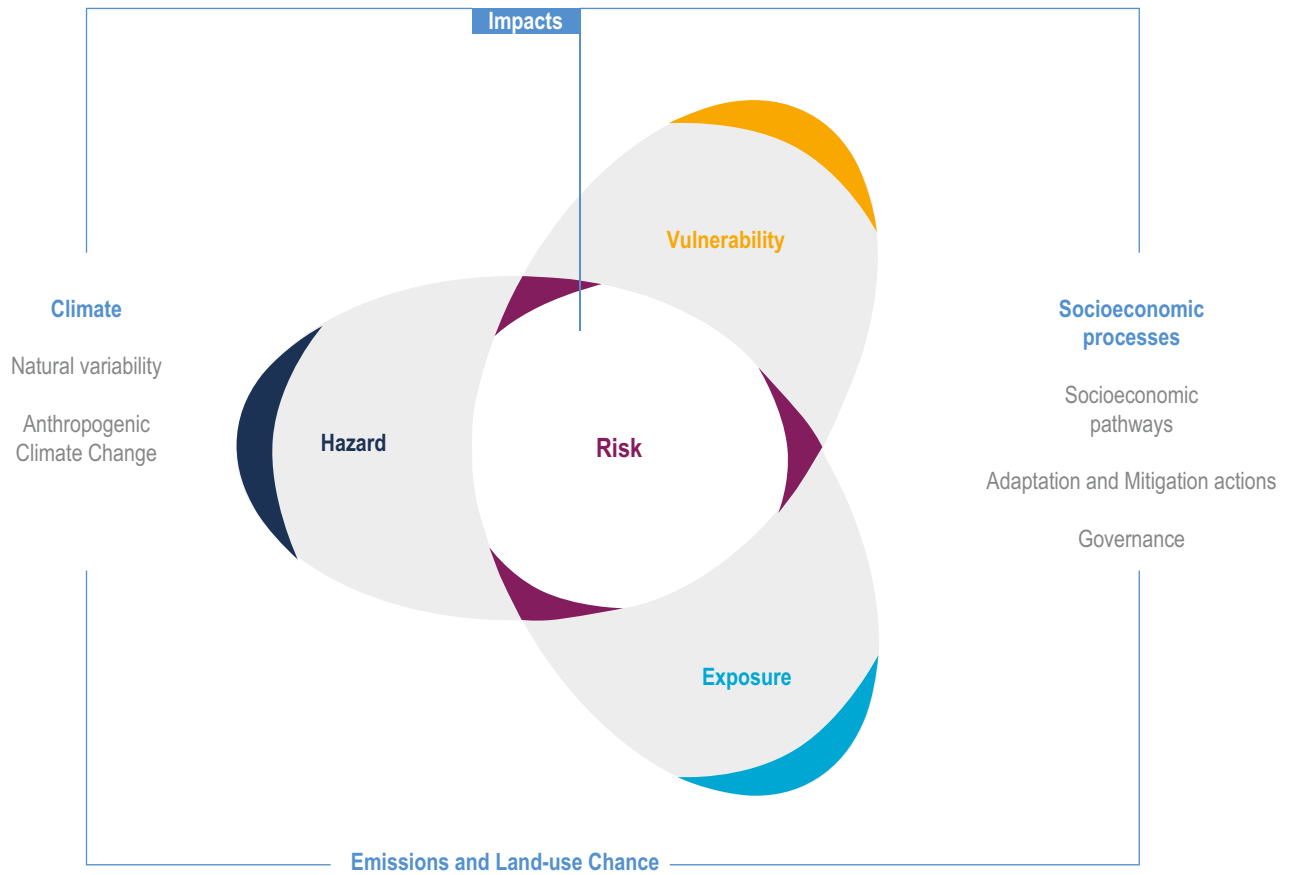 Impacts
Vulnerability
Climate
Natural variability
Anthropogenic
Climate Change
Hazard
Risk
Socioeconomic
processes
Socioeconomic
pathways
Adaptation and Mitigation actions
Governance
Exposure
Emissions and Land-use Chance